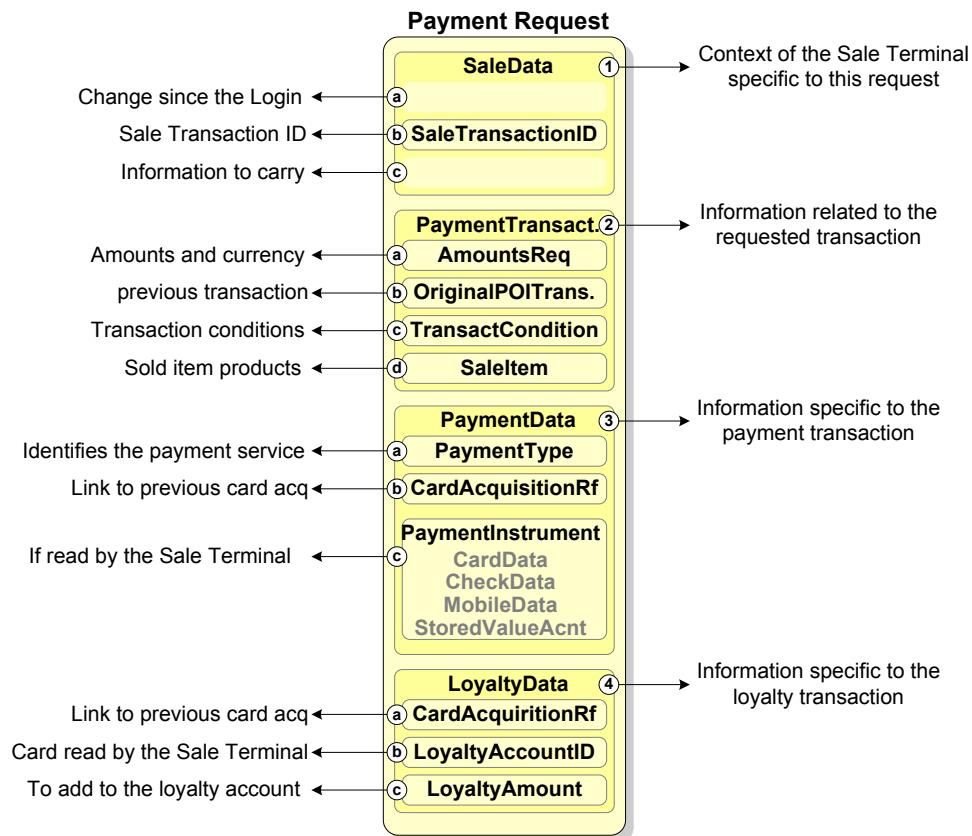 Payment Request
SaleData
1
Context of the Sale Terminal
specific to this request
Change since the Login
a
Sale Transaction ID
b
SaleTransactionID
Information to carry
c
PaymentTransact.
2
Information related to the
requested transaction
Amounts and currency
a
AmountsReq
previous transaction
b
OriginalPOITrans.
Transaction conditions
c
TransactCondition
Sold item products
d
SaleItem
PaymentData
3
Information specific to the
payment transaction
Identifies the payment service
a
PaymentType
Link to previous card acq
b
CardAcquisitionRf
PaymentInstrument
If read by the Sale Terminal
c
CardData
CheckData
MobileData
StoredValueAcnt
LoyaltyData
4
Information specific to the
loyalty transaction
Link to previous card acq
a
CardAcquiritionRf
Card read by the Sale Terminal
b
LoyaltyAccountID
To add to the loyalty account
c
LoyaltyAmount